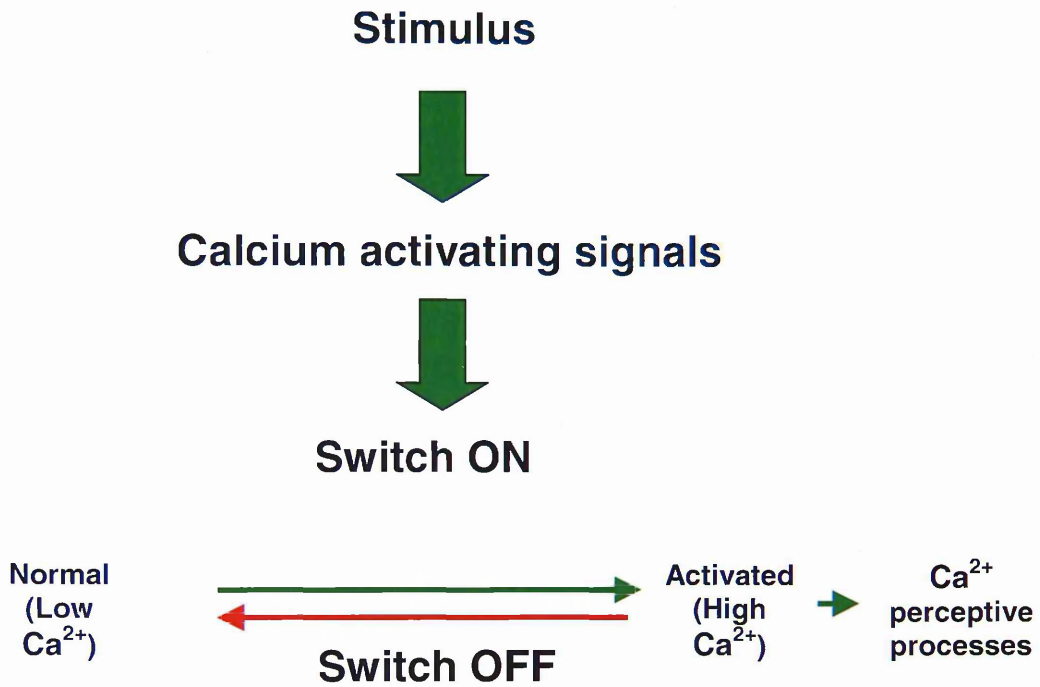 Stimulus
Calcium activating signals
Switch ON
Normal
(Low
Ca²⁺)
Activated
(High
Ca²⁺)
Ca²⁺
perceptive
processes
Switch OFF